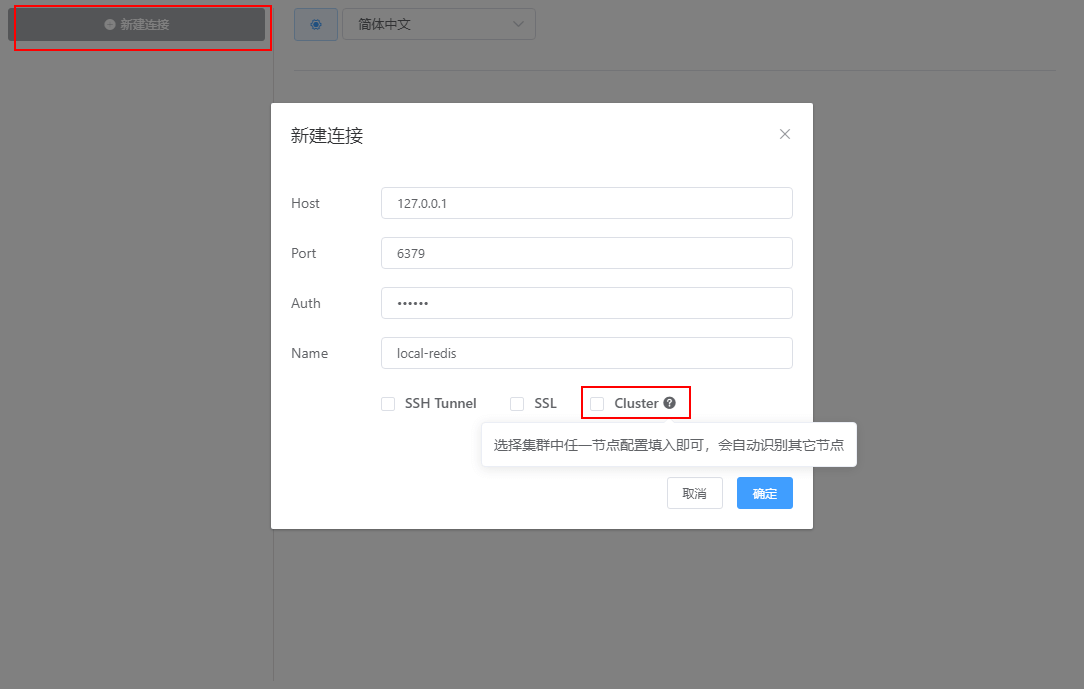 新建连接
简体中文
新建连接
Host
127.0.0.1
Port
6379
Auth
••••••
Name
local-redis
SSH Tunnel
SSL
Cluster ?
选择集群中任一节点配置填入即可，会自动识别其它节点
取消
确定